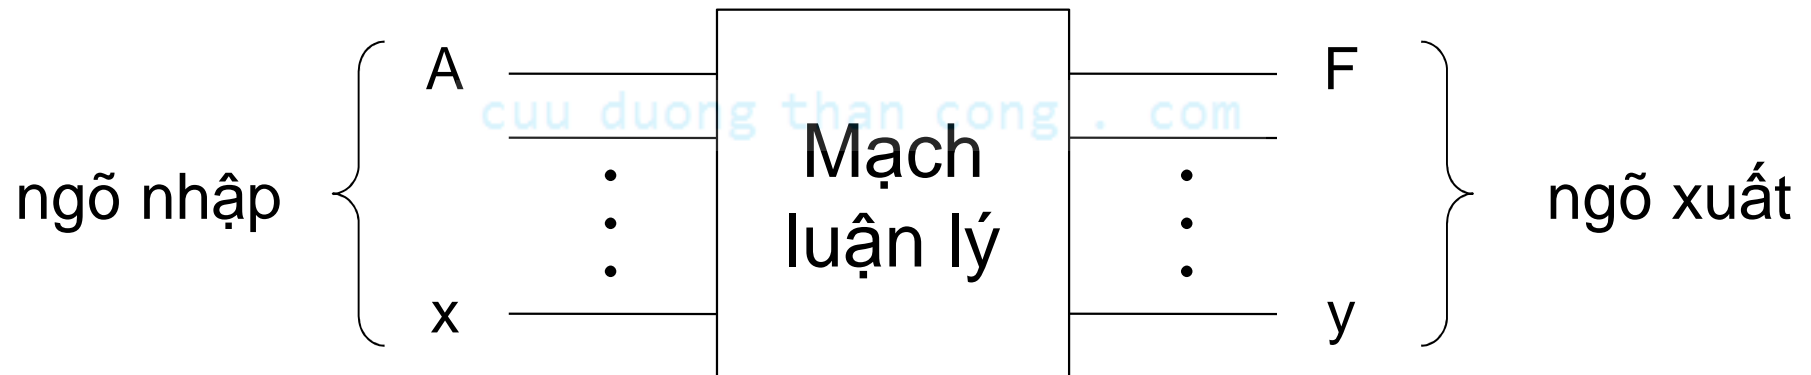 A
F
cuu duong than cong . com
Mạch
ngõ nhập
ngõ xuất
luận lý
x
y